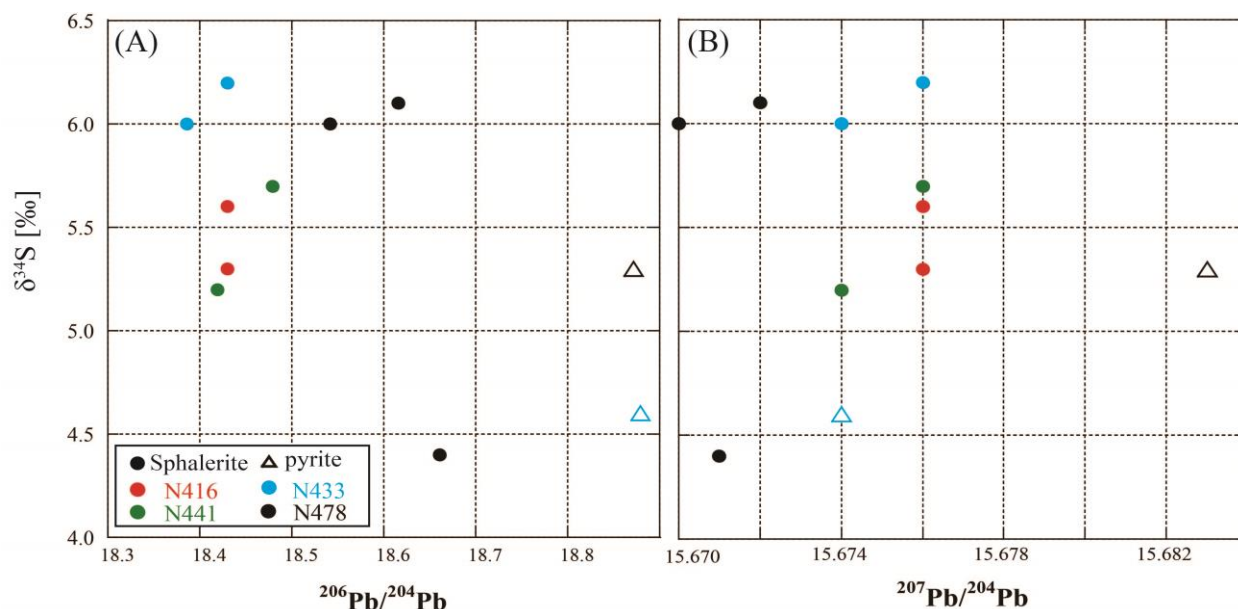 (A)
(B)
6.5
6.0
5.5
5.0
4.5
4.0
δ³⁴S [‰]
Sphalerite pyrite
N416 N433
N441 N478
18.3 18.4 18.5 18.6 18.7 18.8
15.670 15.674 15.678 15.682
²⁰⁶Pb/²⁰⁴Pb
²⁰⁷Pb/²⁰⁴Pb